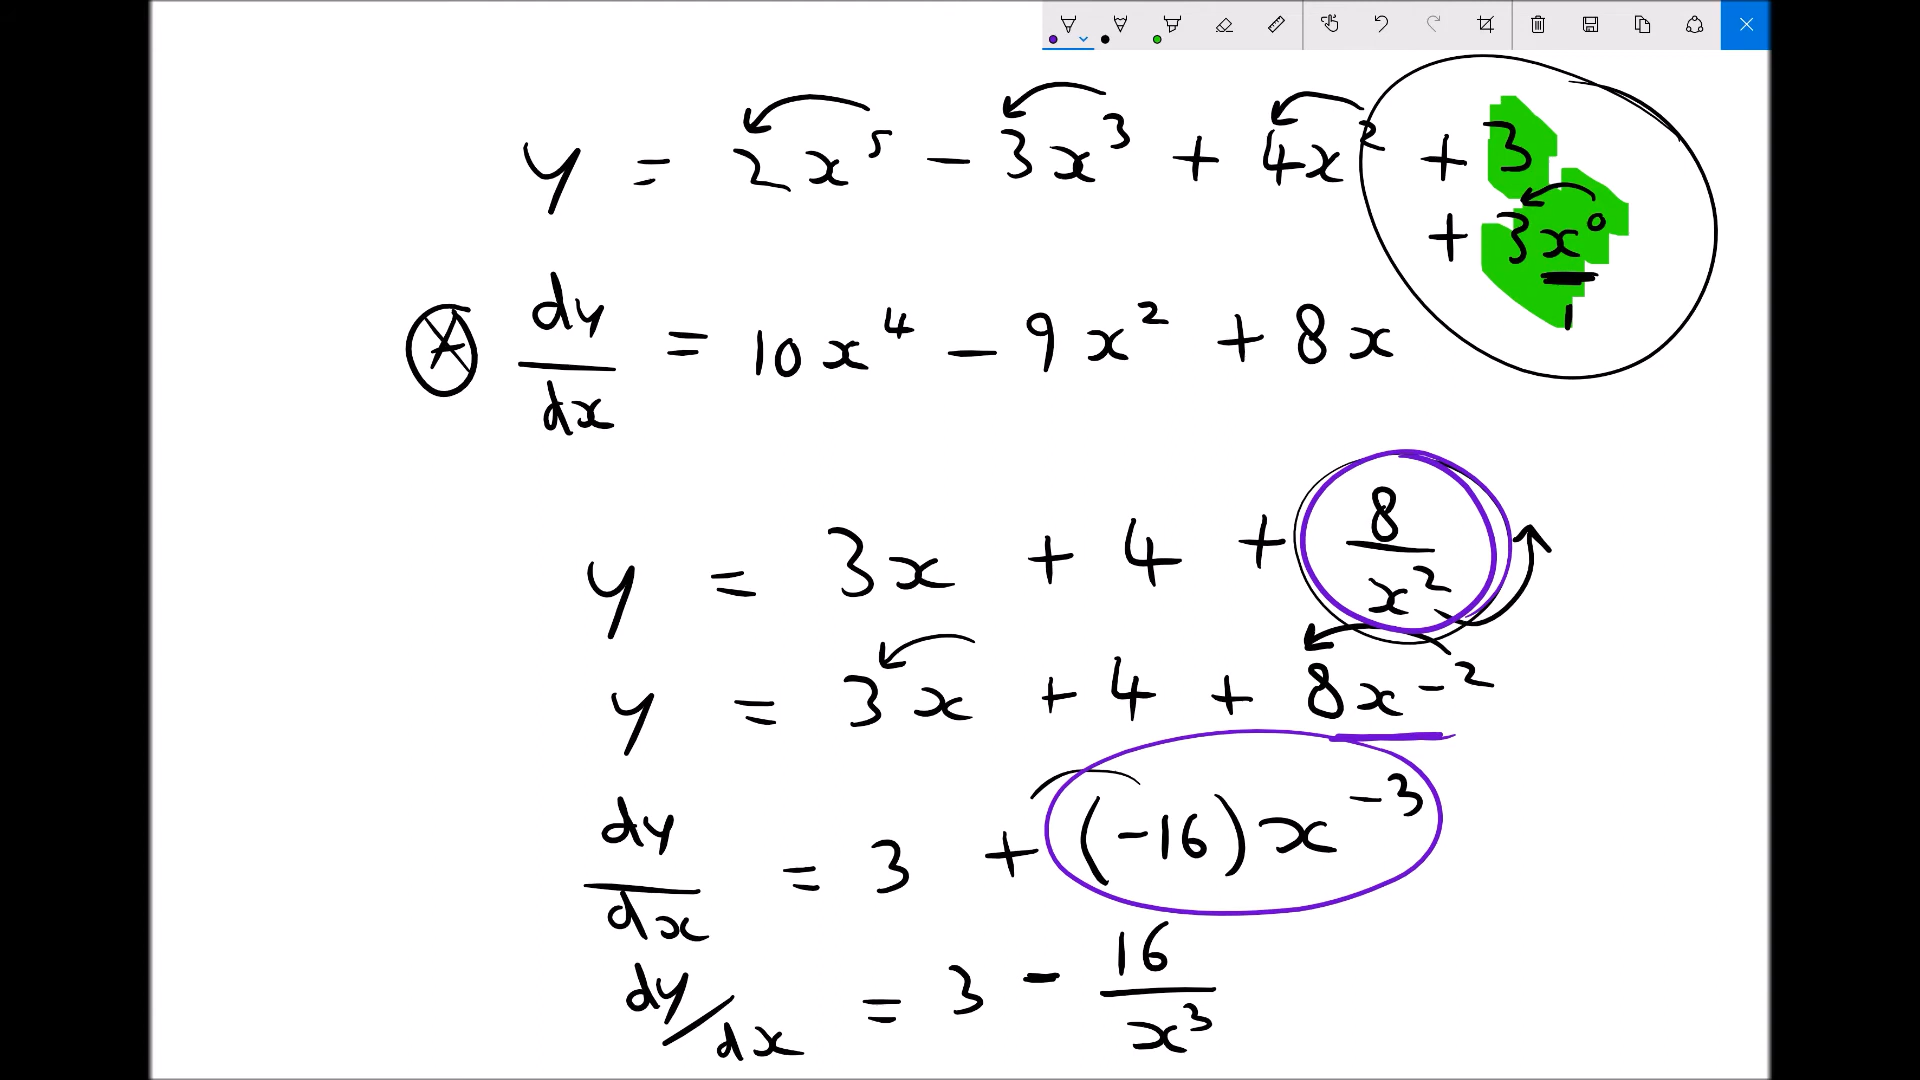 y = 2x⁵ − 3x³ + 4x² + 3
+ 3x⁰
1
Ⓐ dy/dx = 10x⁴ − 9x² + 8x
y = 3x + 4 + 8/x²
y = 3x + 4 + 8x⁻²
dy/dx = 3 + (−16)x⁻³
dy/dx = 3 − 16/x³